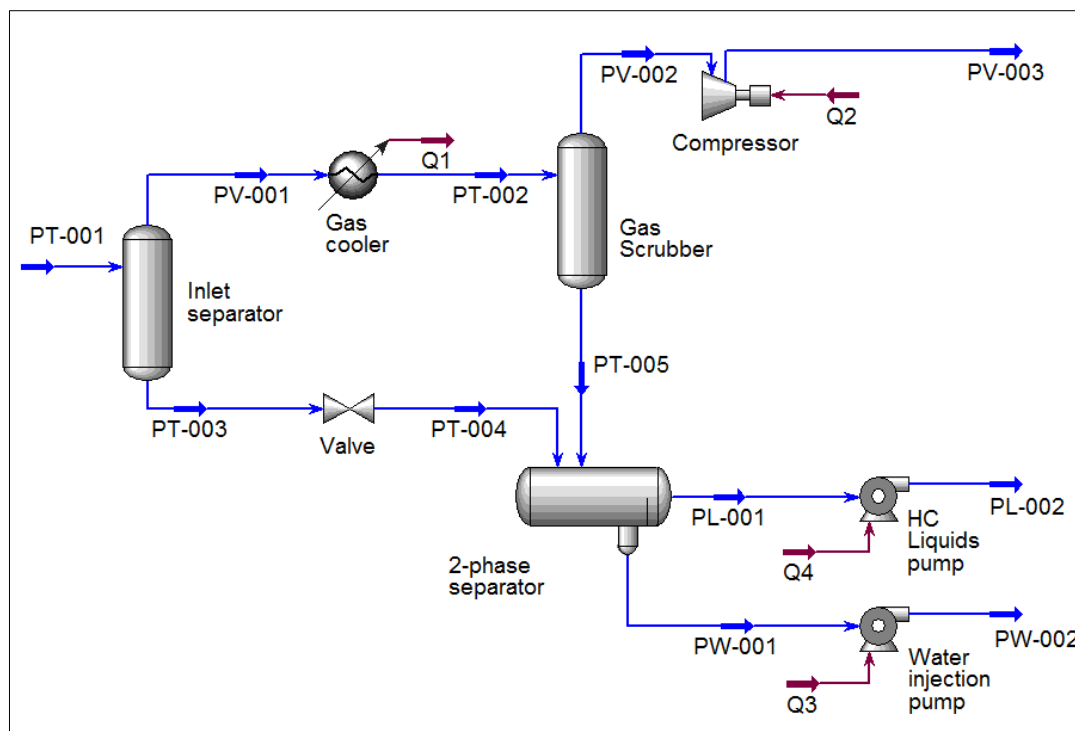 PV-002
PV-003
Q2
Compressor
Q1
PV-001
PT-002
Gas
cooler
Gas
Scrubber
PT-001
Inlet
separator
PT-005
PT-003
Valve
PT-004
PL-001
PL-002
HC
Liquids
pump
Q4
2-phase
separator
PW-001
PW-002
Water
injection
pump
Q3